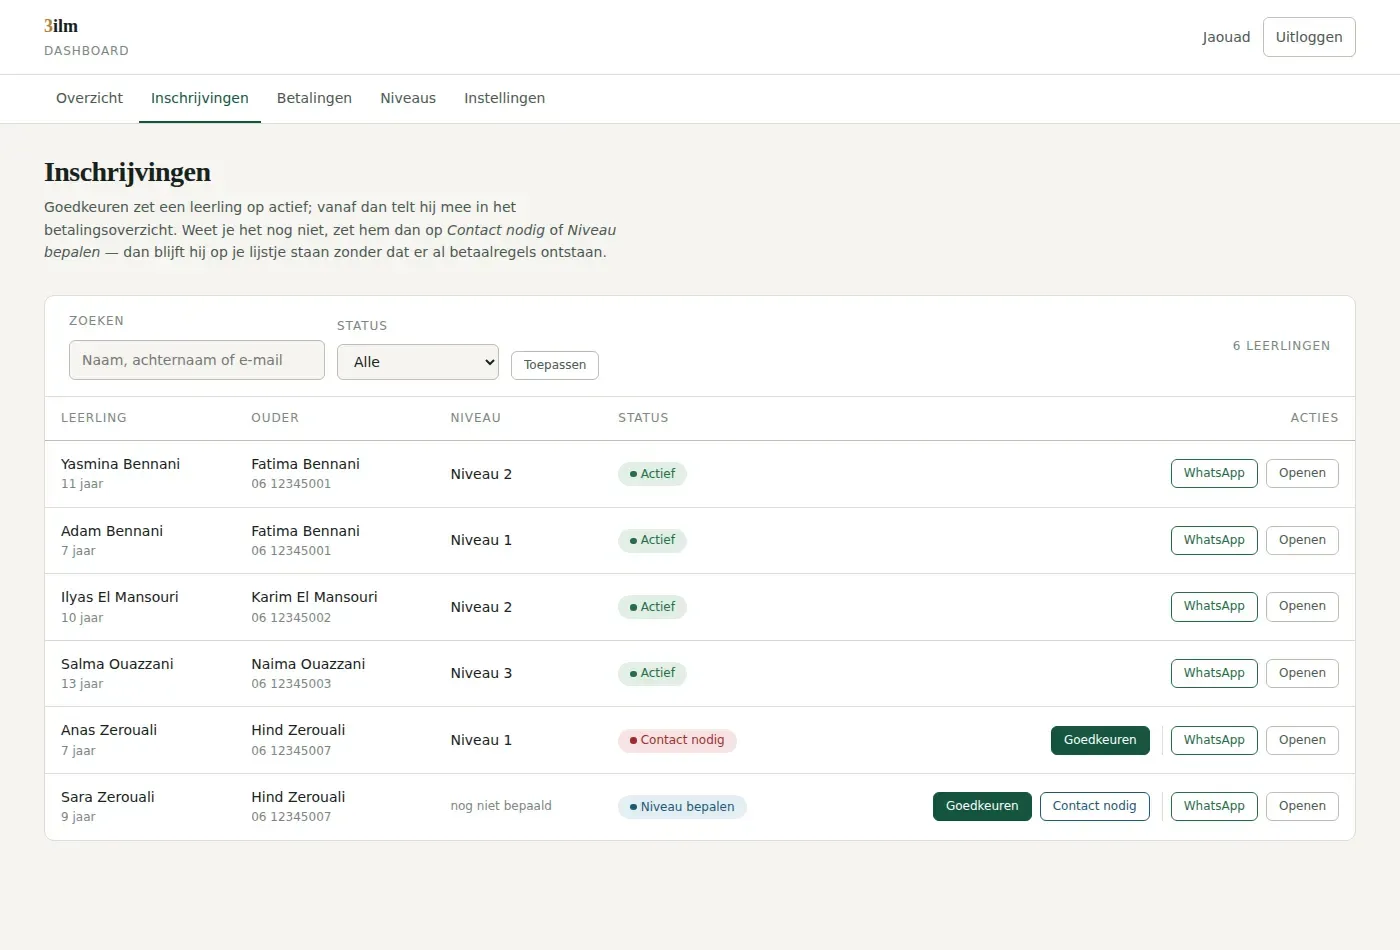 3ilm
DASHBOARD
Jaouad
Uitloggen
Overzicht
Inschrijvingen
Betalingen
Niveaus
Instellingen
Inschrijvingen
Goedkeuren zet een leerling op actief; vanaf dan telt hij mee in het
betalingsoverzicht. Weet je het nog niet, zet hem dan op Contact nodig of Niveau
bepalen — dan blijft hij op je lijstje staan zonder dat er al betaalregels ontstaan.
ZOEKEN
Naam, achternaam of e-mail
STATUS
Alle
Toepassen
6 LEERLINGEN
LEERLING OUDER NIVEAU STATUS ACTIES
Yasmina Bennani Fatima Bennani Niveau 2 Actief WhatsApp Openen
11 jaar 06 12345001
Adam Bennani Fatima Bennani Niveau 1 Actief WhatsApp Openen
7 jaar 06 12345001
Ilyas El Mansouri Karim El Mansouri Niveau 2 Actief WhatsApp Openen
10 jaar 06 12345002
Salma Ouazzani Naima Ouazzani Niveau 3 Actief WhatsApp Openen
13 jaar 06 12345003
Anas Zerouali Hind Zerouali Niveau 1 Contact nodig Goedkeuren WhatsApp Openen
7 jaar 06 12345007
Sara Zerouali Hind Zerouali nog niet bepaald Niveau bepalen Goedkeuren Contact nodig WhatsApp Openen
9 jaar 06 12345007